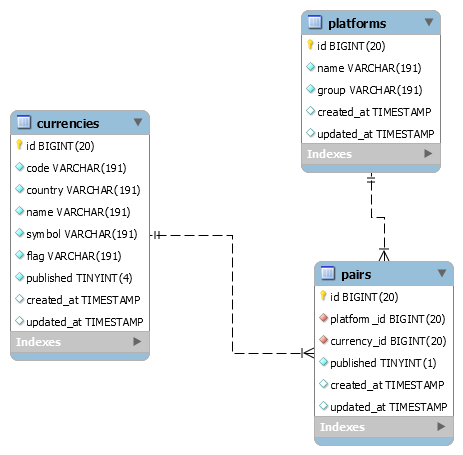 platforms
id BIGINT(20)
name VARCHAR(191)
group VARCHAR(191)
created_at TIMESTAMP
updated_at TIMESTAMP
Indexes
currencies
id BIGINT(20)
code VARCHAR(191)
country VARCHAR(191)
name VARCHAR(191)
symbol VARCHAR(191)
flag VARCHAR(191)
published TINYINT(4)
created_at TIMESTAMP
updated_at TIMESTAMP
Indexes
pairs
id BIGINT(20)
platform_id BIGINT(20)
currency_id BIGINT(20)
published TINYINT(1)
created_at TIMESTAMP
updated_at TIMESTAMP
Indexes